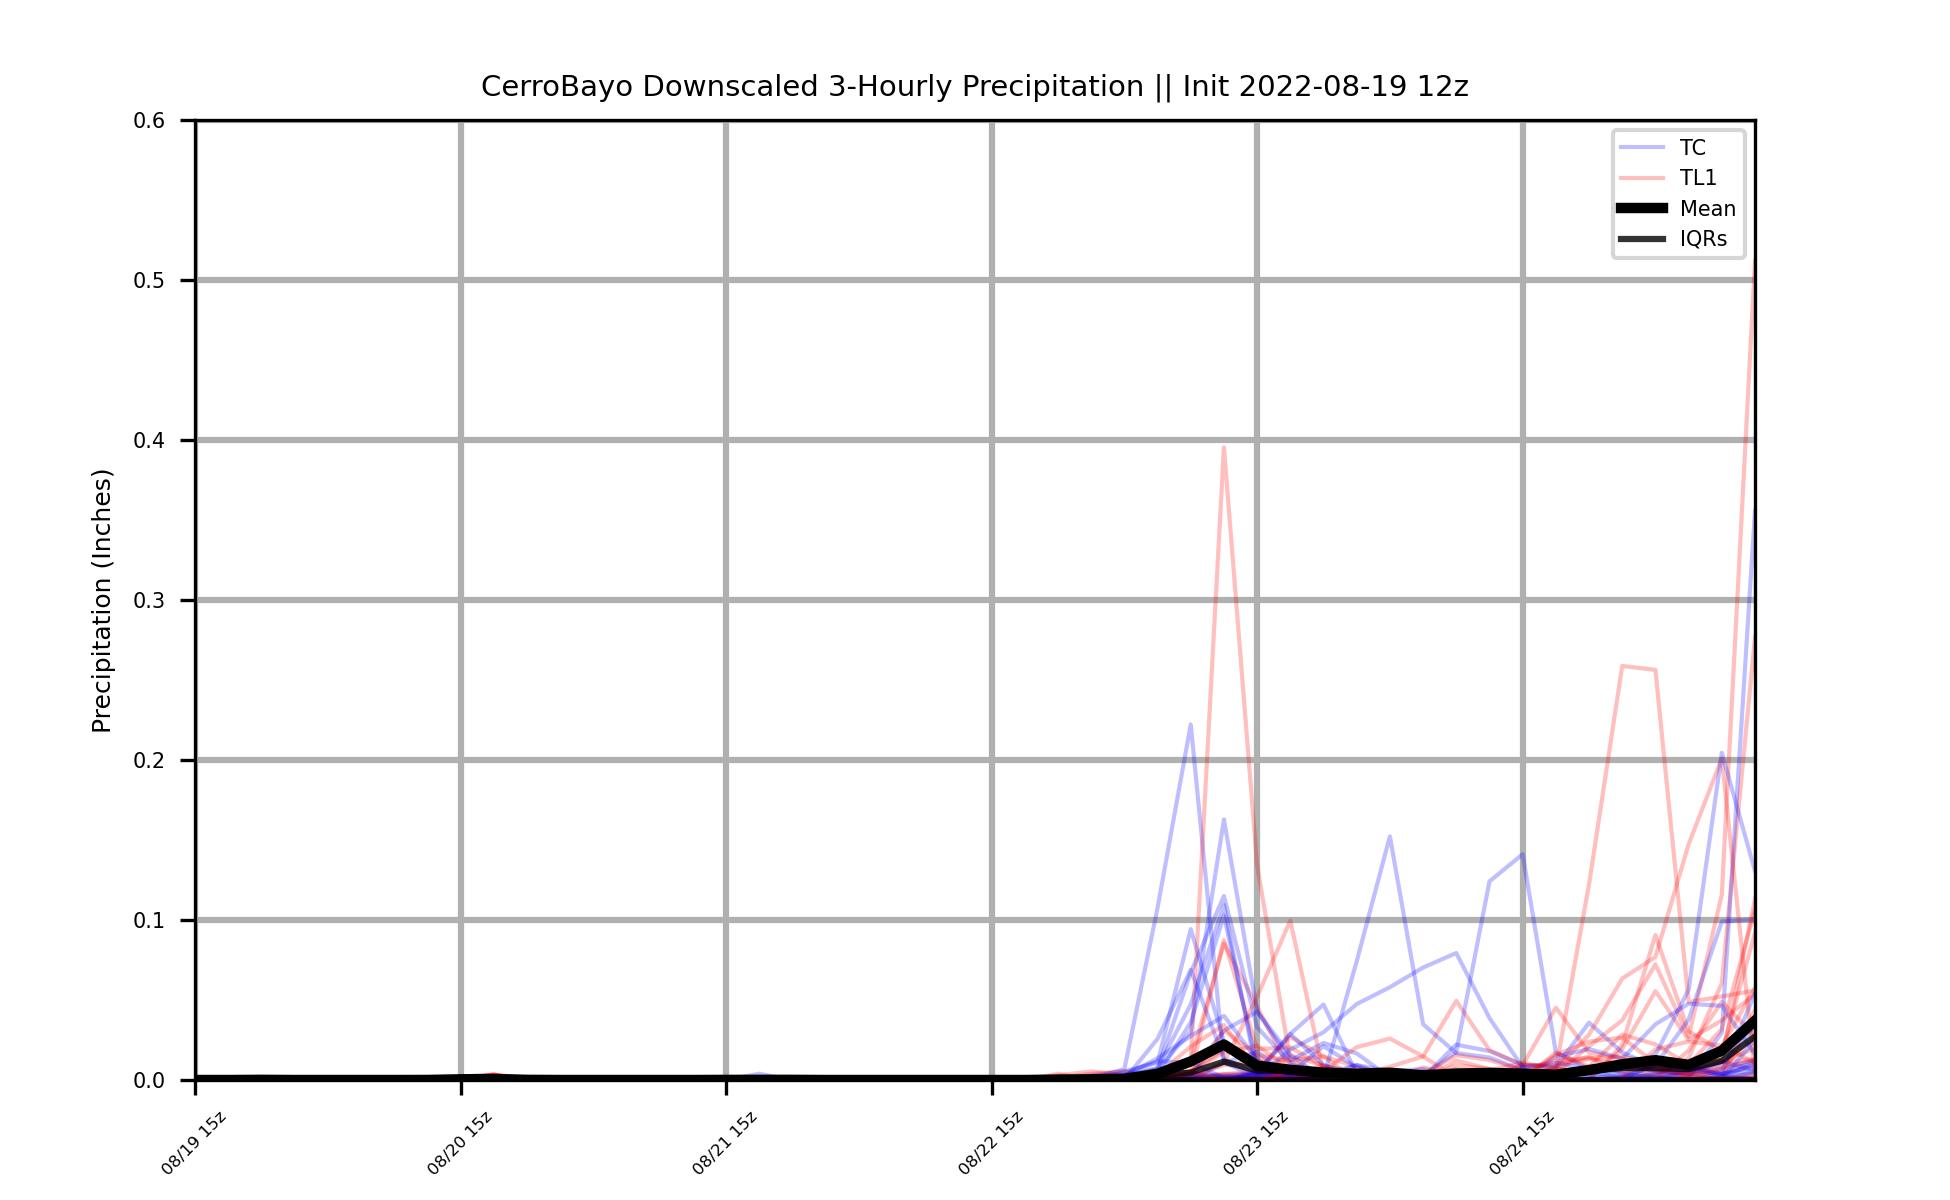 CerroBayo Downscaled 3-Hourly Precipitation || Init 2022-08-19 12z
0.6
0.5
0.4
0.3
0.2
0.1
0.0
Precipitation (Inches)
TC
TL1
Mean
IQRs
08/19 15z
08/20 15z
08/21 15z
08/22 15z
08/23 15z
08/24 15z